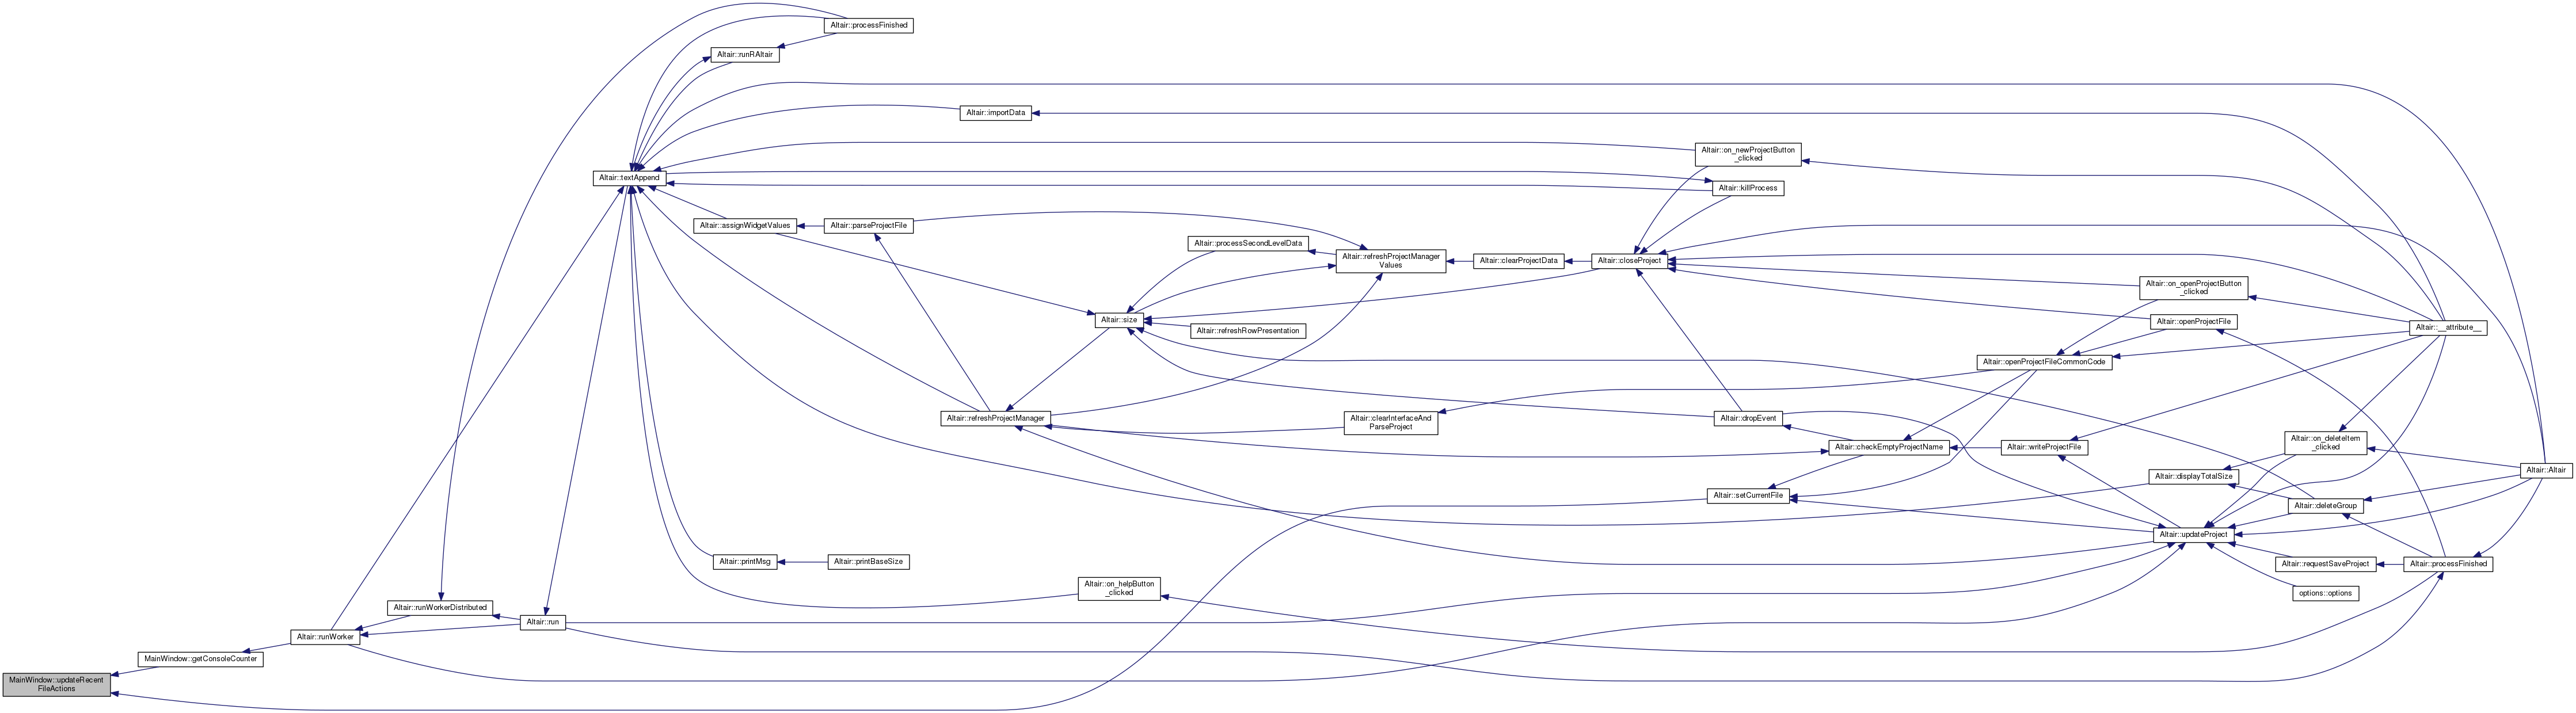 Altair::processFinished
Altair::runRAltair
Altair::importData
Altair::on_newProjectButton
_clicked
Altair::textAppend
Altair::killProcess
Altair::assignWidgetValues
Altair::parseProjectFile
Altair::processSecondLevelData
Altair::refreshProjectManager
Values
Altair::clearProjectData
Altair::closeProject
Altair::on_openProjectButton
_clicked
Altair::size
Altair::openProjectFile
Altair::refreshRowPresentation
Altair::__attribute__
Altair::openProjectFileCommonCode
Altair::refreshProjectManager
Altair::clearInterfaceAnd
ParseProject
Altair::dropEvent
Altair::checkEmptyProjectName
Altair::writeProjectFile
Altair::on_deleteItem
_clicked
Altair::Altair
Altair::displayTotalSize
Altair::setCurrentFile
Altair::deleteGroup
Altair::updateProject
Altair::printMsg
Altair::printBaseSize
Altair::requestSaveProject
Altair::processFinished
Altair::on_helpButton
_clicked
options::options
Altair::runWorkerDistributed
Altair::run
Altair::runWorker
MainWindow::getConsoleCounter
MainWindow::updateRecent
FileActions